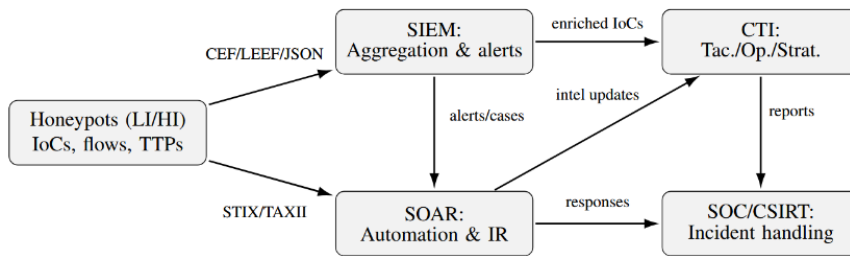 SIEM:
Aggregation & alerts
enriched IoCs
CTI:
Tac./Op./Strat.
CEF/LEEF/JSON
Honeypots (LI/HI)
IoCs, flows, TTPs
alerts/cases
intel updates
reports
STIX/TAXII
SOAR:
Automation & IR
responses
SOC/CSIRT:
Incident handling